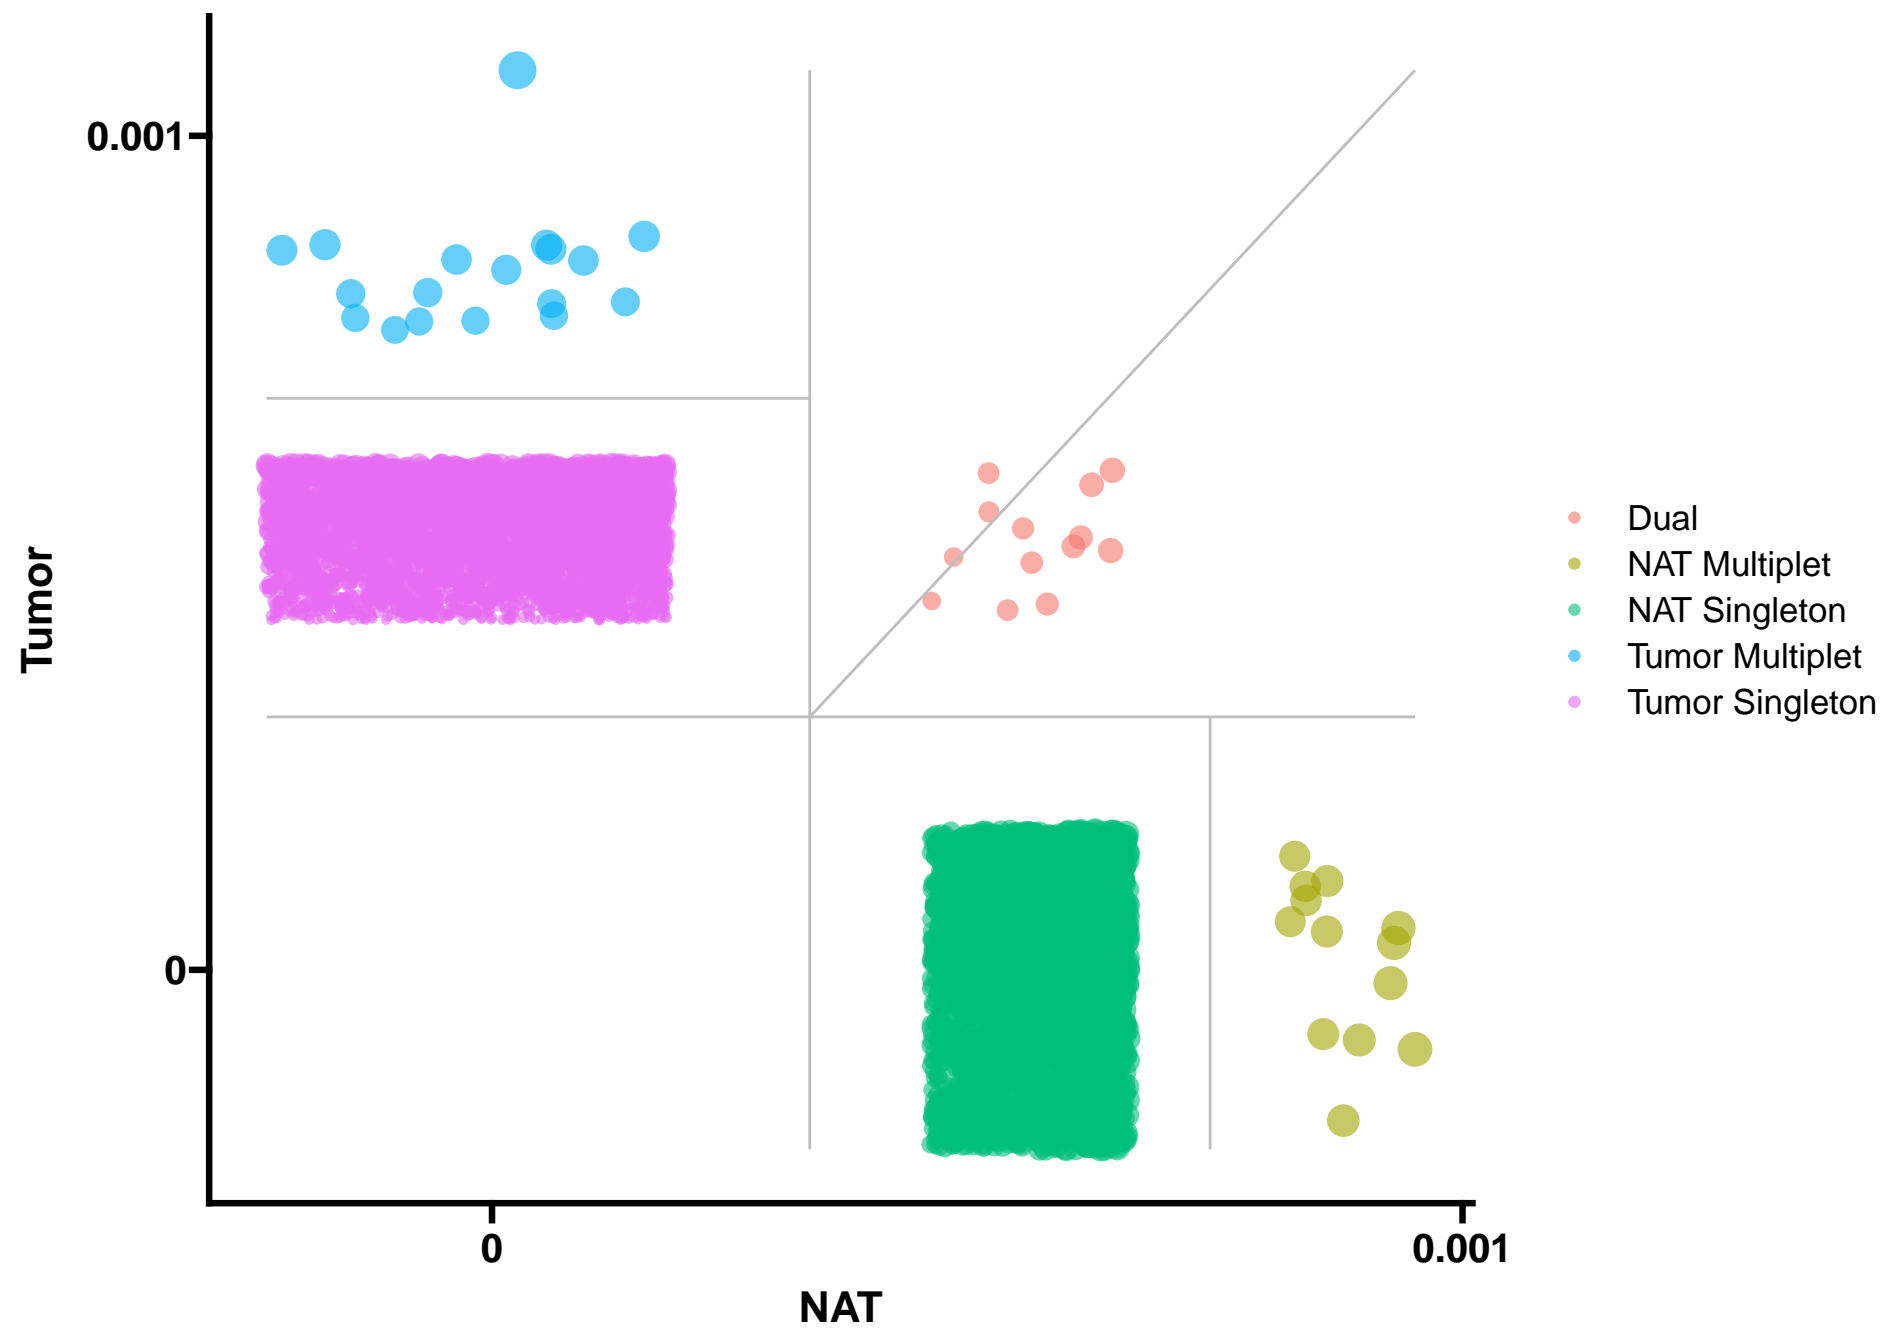 0.001
0
Tumor
0
0.001
NAT
Dual
NAT Multiplet
NAT Singleton
Tumor Multiplet
Tumor Singleton